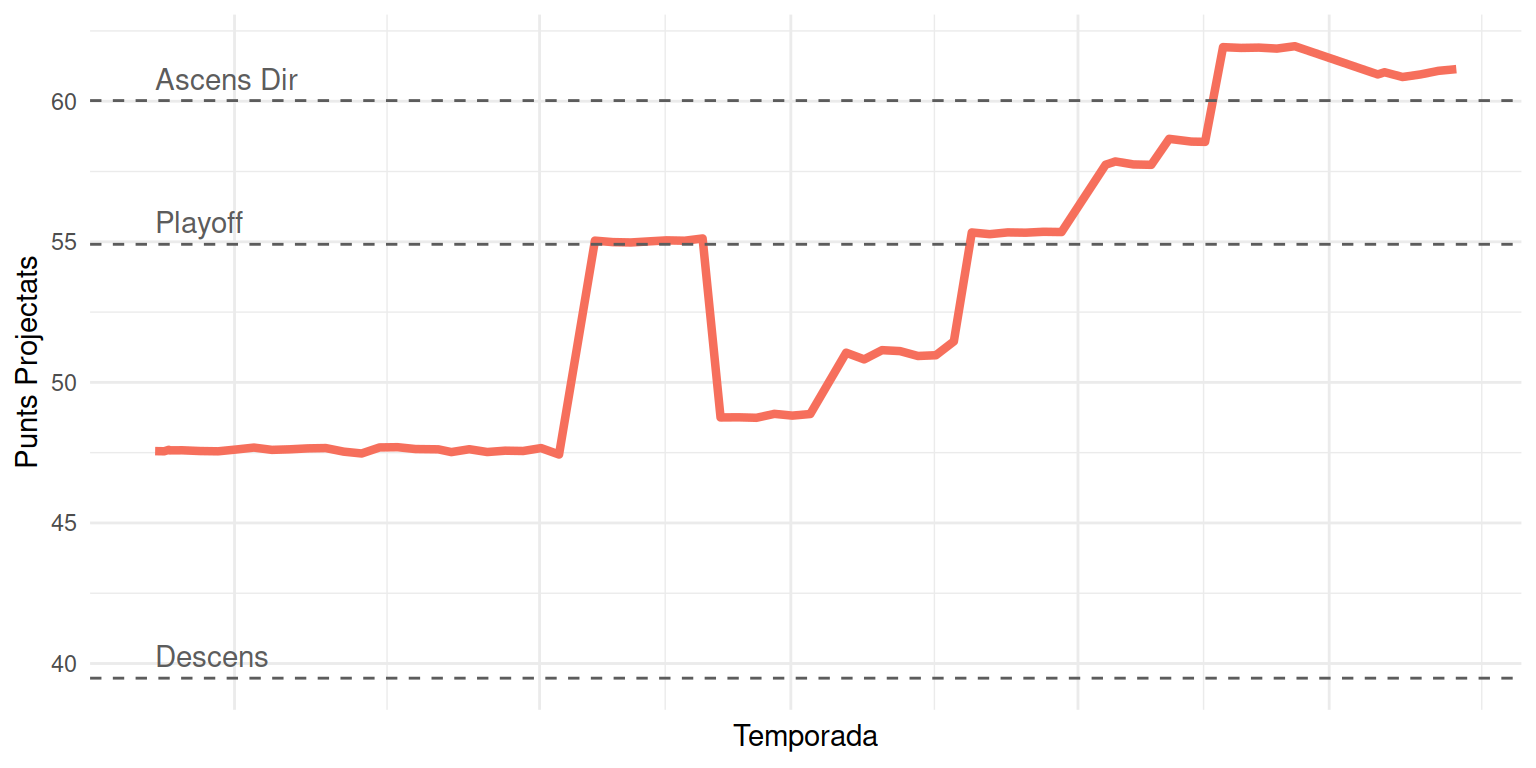 Ascens Dir
60
Playoff
55
Punts Projectats
50
45
Descens
40
Temporada